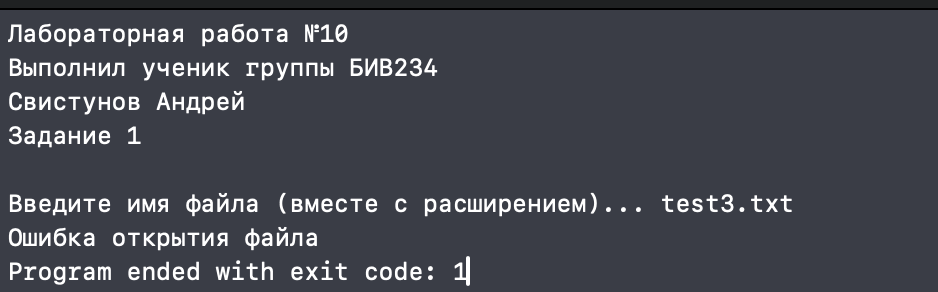 Лабораторная работа №10
Выполнил ученик группы БИВ234
Свистунов Андрей
Задание 1
Введите имя файла (вместе с расширением)... test3.txt
Ошибка открытия файла
Program ended with exit code: 1